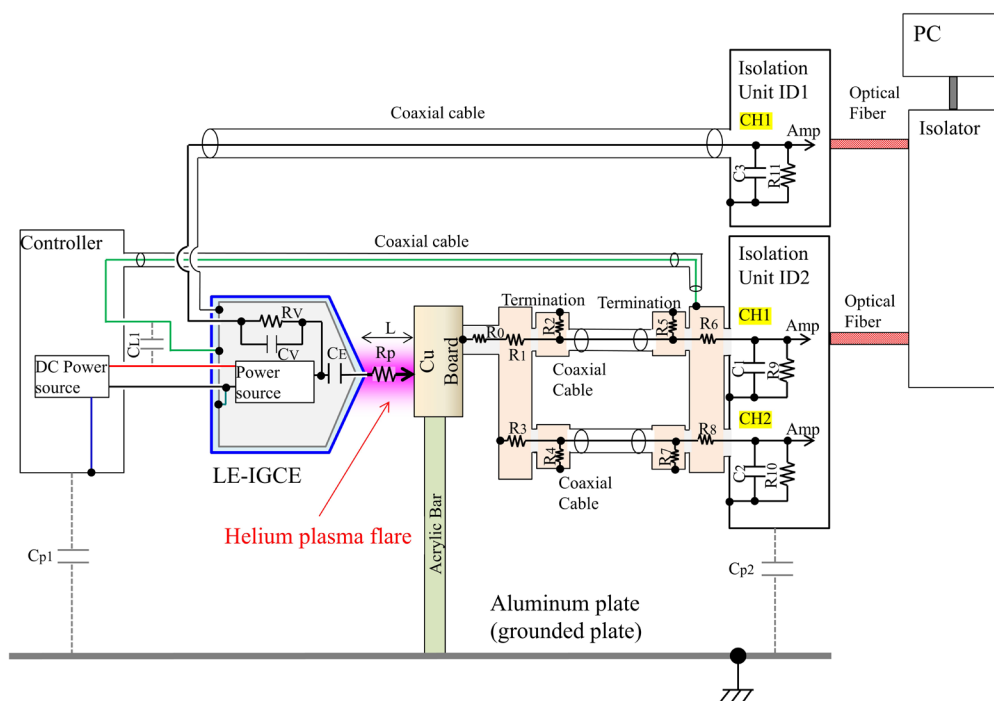 PC
Isolation
Unit ID1
Optical
Fiber
Isolator
CH1
Amp
Coaxial cable
C3
R11
Controller
Coaxial cable
Isolation
Unit ID2
Optical
Fiber
Termination
Termination
CH1
Amp
RV
CV
CE
CL1
L
Rp
Cu
Board
R0
R1
R2
R5
R6
C1
R9
DC Power
source
Power
source
Coaxial
Cable
CH2
Amp
R3
R4
R7
R8
C2
R10
LE-IGCE
Coaxial
Cable
Helium plasma flare
Acrylic Bar
Cp1
Cp2
Aluminum plate
(grounded plate)